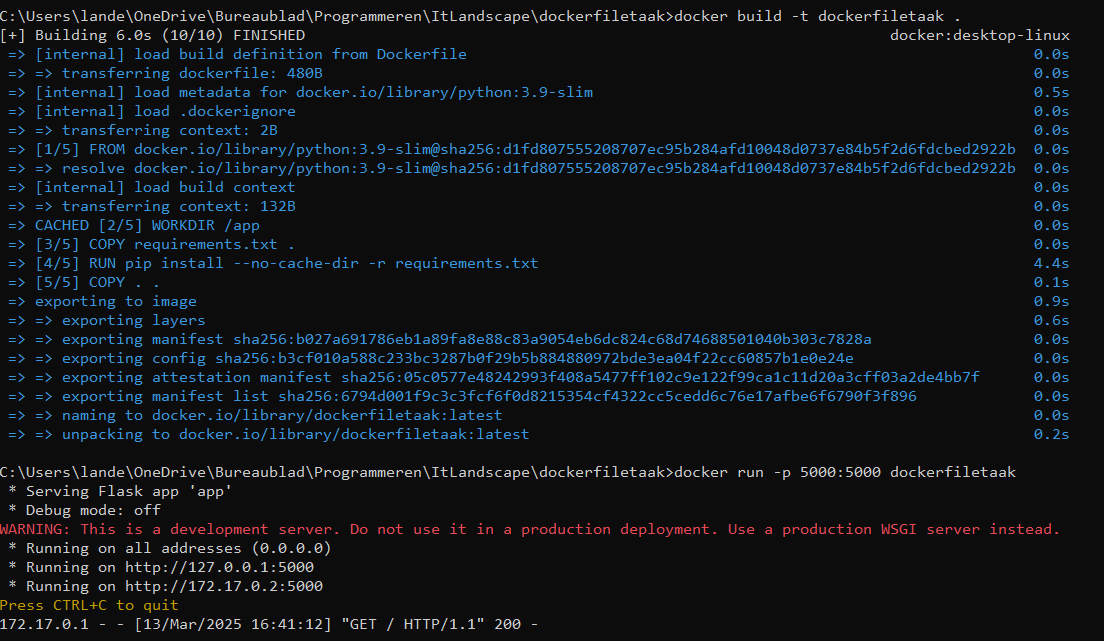 C:\Users\lande\OneDrive\Bureaublad\Programmeren\ItLandscape\dockerfiletaak>docker build -t dockerfiletaak .
[+] Building 6.0s (10/10) FINISHED docker:desktop-linux
=> [internal] load build definition from Dockerfile 0.0s
=> => transferring dockerfile: 480B 0.0s
=> [internal] load metadata for docker.io/library/python:3.9-slim 0.5s
=> [internal] load .dockerignore 0.0s
=> => transferring context: 2B 0.0s
=> [1/5] FROM docker.io/library/python:3.9-slim@sha256:d1fd807555208707ec95b284afd10048d0737e84b5f2d6fdcbed2922b 0.0s
=> => resolve docker.io/library/python:3.9-slim@sha256:d1fd807555208707ec95b284afd10048d0737e84b5f2d6fdcbed2922b 0.0s
=> [internal] load build context 0.0s
=> => transferring context: 132B 0.0s
=> CACHED [2/5] WORKDIR /app 0.0s
=> [3/5] COPY requirements.txt . 0.0s
=> [4/5] RUN pip install --no-cache-dir -r requirements.txt 4.4s
=> [5/5] COPY . . 0.1s
=> exporting to image 0.9s
=> => exporting layers 0.6s
=> => exporting manifest sha256:b027a691786eb1a89fa8e88c83a9054eb6dc824c68d74688501040b303c7828a 0.0s
=> => exporting config sha256:b3cf010a588c233bc3287b0f29b5b884880972bde3ea04f22cc60857b1e0e24e 0.0s
=> => exporting attestation manifest sha256:05c0577e48242993f408a5477ff102c9e122f99ca1c11d20a3cff03a2de4bb7f 0.0s
=> => exporting manifest list sha256:6794d001f9c3c3fcf6f0d8215354cf4322cc5cedd6c76e17afbe6f6790f3f896 0.0s
=> => naming to docker.io/library/dockerfiletaak:latest 0.0s
=> => unpacking to docker.io/library/dockerfiletaak:latest 0.2s
C:\Users\lande\OneDrive\Bureaublad\Programmeren\ItLandscape\dockerfiletaak>docker run -p 5000:5000 dockerfiletaak
* Serving Flask app 'app'
* Debug mode: off
WARNING: This is a development server. Do not use it in a production deployment. Use a production WSGI server instead.
* Running on all addresses (0.0.0.0)
* Running on http://127.0.0.1:5000
* Running on http://172.17.0.2:5000
Press CTRL+C to quit
172.17.0.1 - - [13/Mar/2025 16:41:12] "GET / HTTP/1.1" 200 -